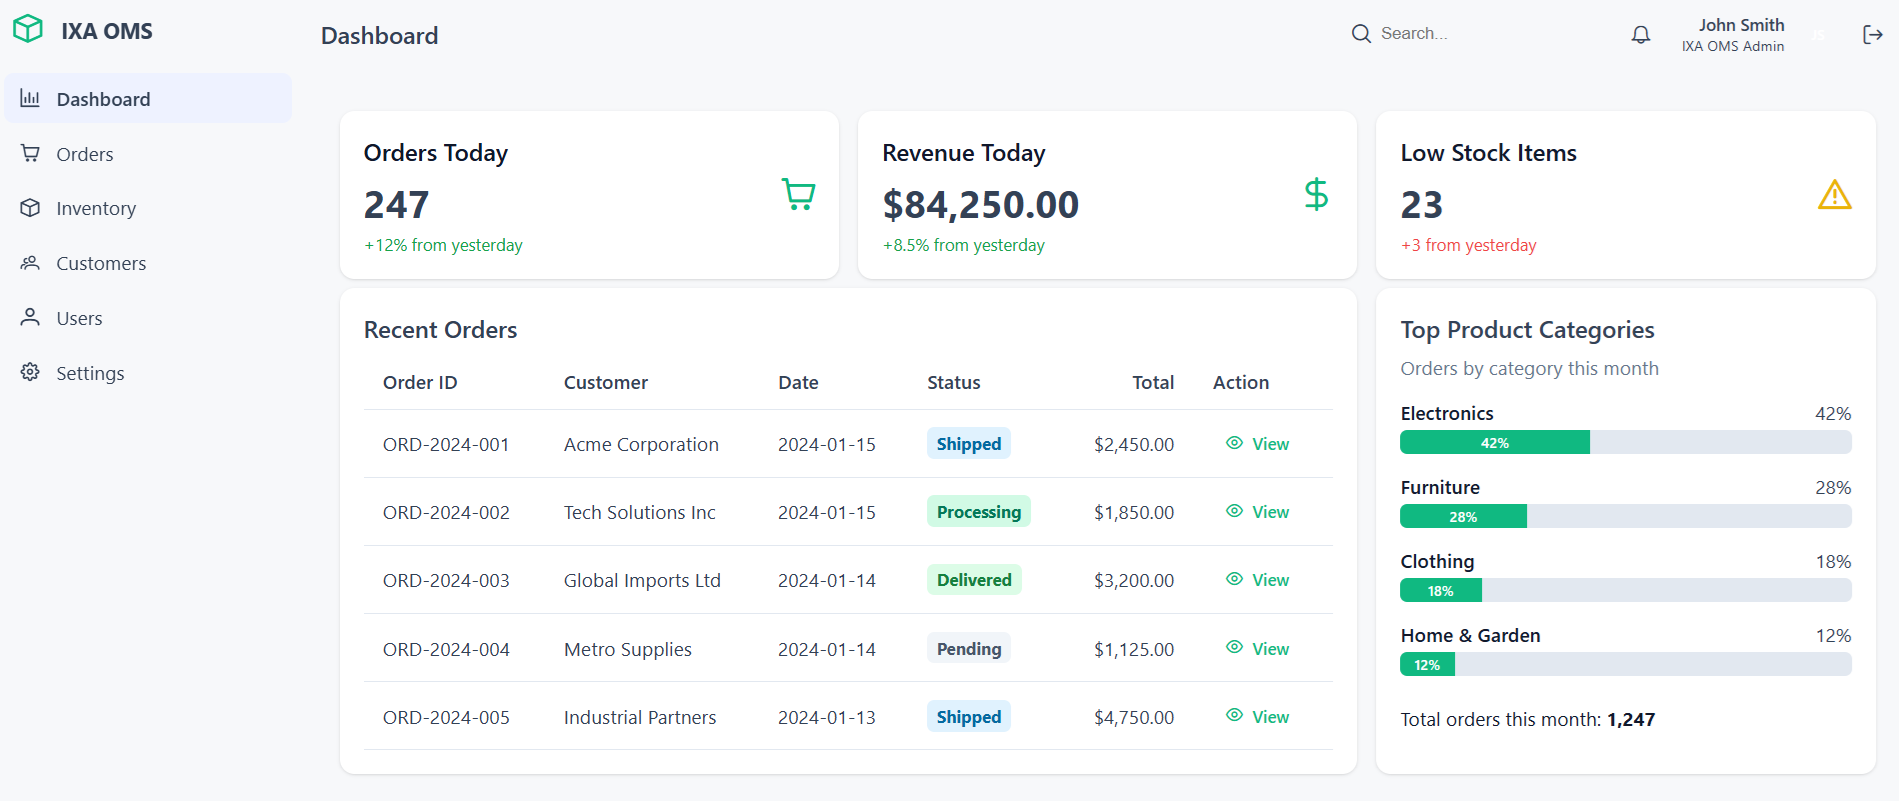 IXA OMS
Dashboard
Orders
Inventory
Customers
Users
Settings
Dashboard
Search...
John Smith
IXA OMS Admin
JS
Orders Today
247
+12% from yesterday
Revenue Today
$84,250.00
+8.5% from yesterday
Low Stock Items
23
+3 from yesterday
Recent Orders
Order ID Customer Date Status Total Action
ORD-2024-001 Acme Corporation 2024-01-15 Shipped $2,450.00 View
ORD-2024-002 Tech Solutions Inc 2024-01-15 Processing $1,850.00 View
ORD-2024-003 Global Imports Ltd 2024-01-14 Delivered $3,200.00 View
ORD-2024-004 Metro Supplies 2024-01-14 Pending $1,125.00 View
ORD-2024-005 Industrial Partners 2024-01-13 Shipped $4,750.00 View
Top Product Categories
Orders by category this month
Electronics 42%
42%
Furniture 28%
28%
Clothing 18%
18%
Home & Garden 12%
12%
Total orders this month: 1,247